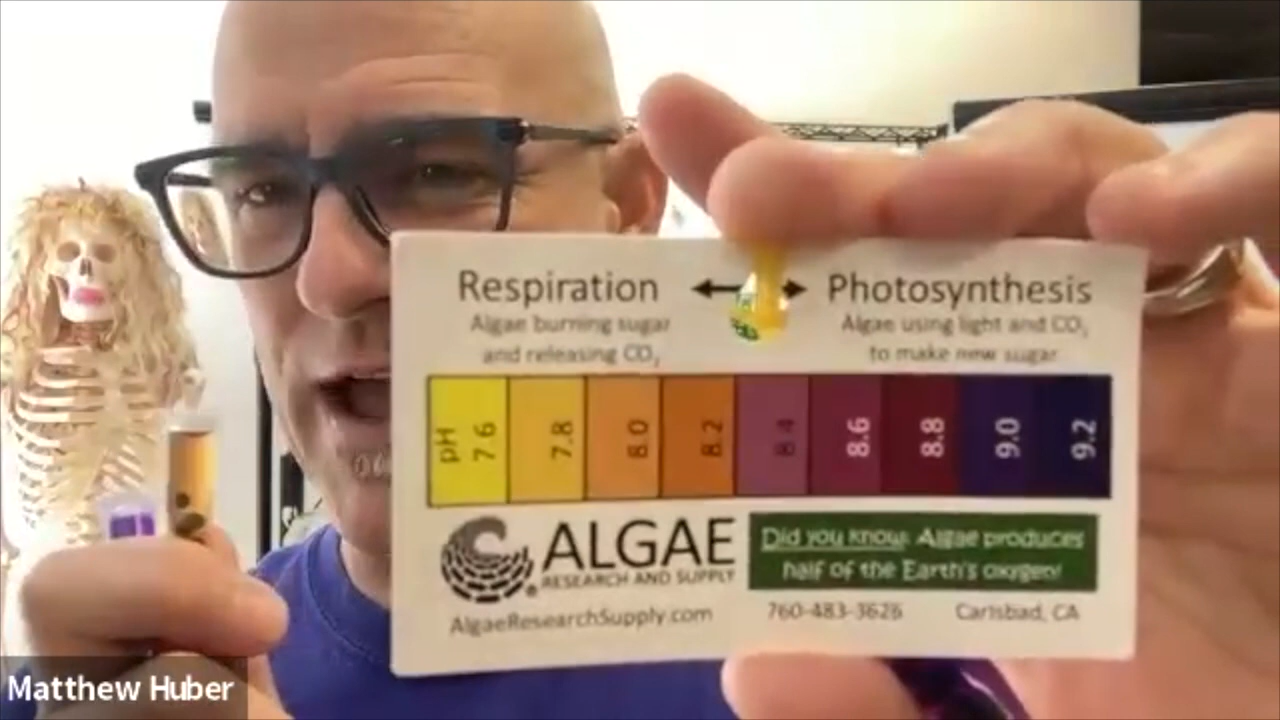 Respiration
Algae burning sugar
and releasing CO₂
Photosynthesis
Algae using light and CO₂
to make new sugar
pH
7.6
7.8
8.0
8.2
8.4
8.6
8.8
9.0
9.2
ALGAE
RESEARCH AND SUPPLY
®
Did you know: Algae produces
half of the Earth's oxygen!
AlgaeResearchSupply.com
760-483-3626
Carlsbad, CA
Matthew Huber